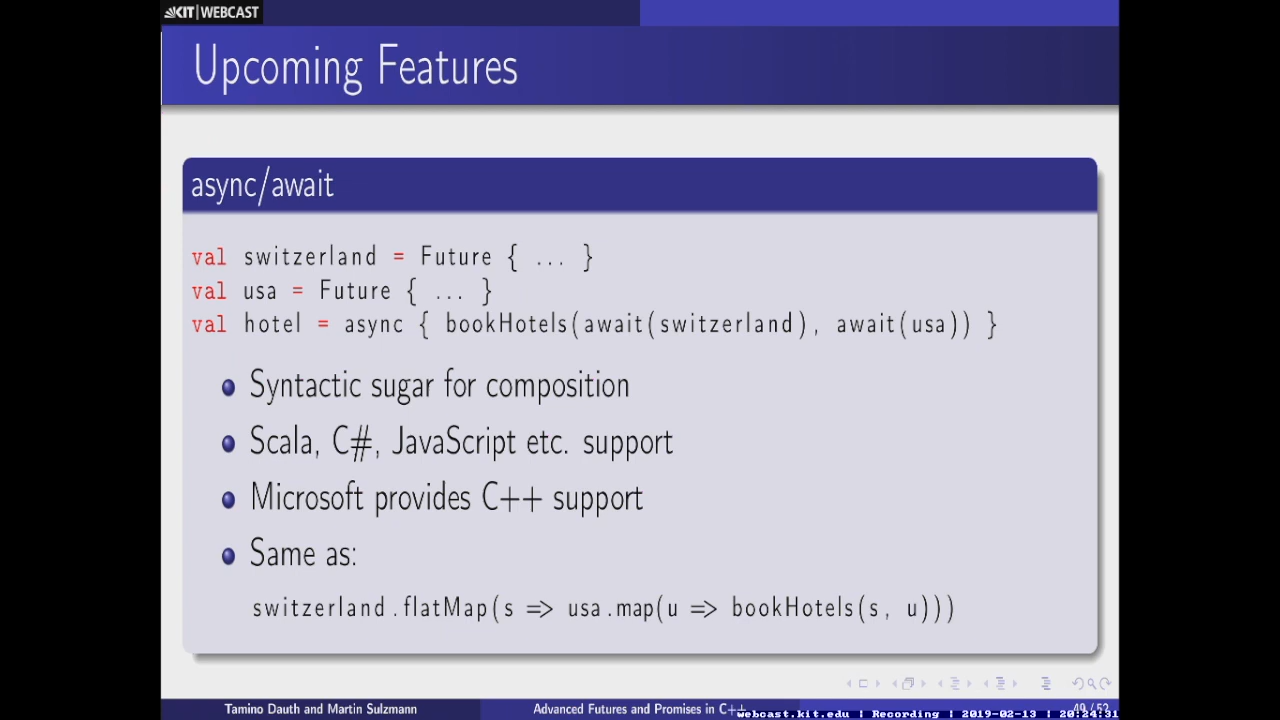 KIT | WEBCAST
Upcoming Features
async/await
val switzerland = Future { ... }
val usa = Future { ... }
val hotel = async { bookHotels(await(switzerland), await(usa)) }
Syntactic sugar for composition
Scala, C#, JavaScript etc. support
Microsoft provides C++ support
Same as:
switzerland.flatMap(s => usa.map(u => bookHotels(s, u)))
Tamino Dauth and Martin Sulzmann
Advanced Futures and Promises in C++
49 / 52
webcast.kit.edu | Recording | 2019-02-13 | 20:24:31